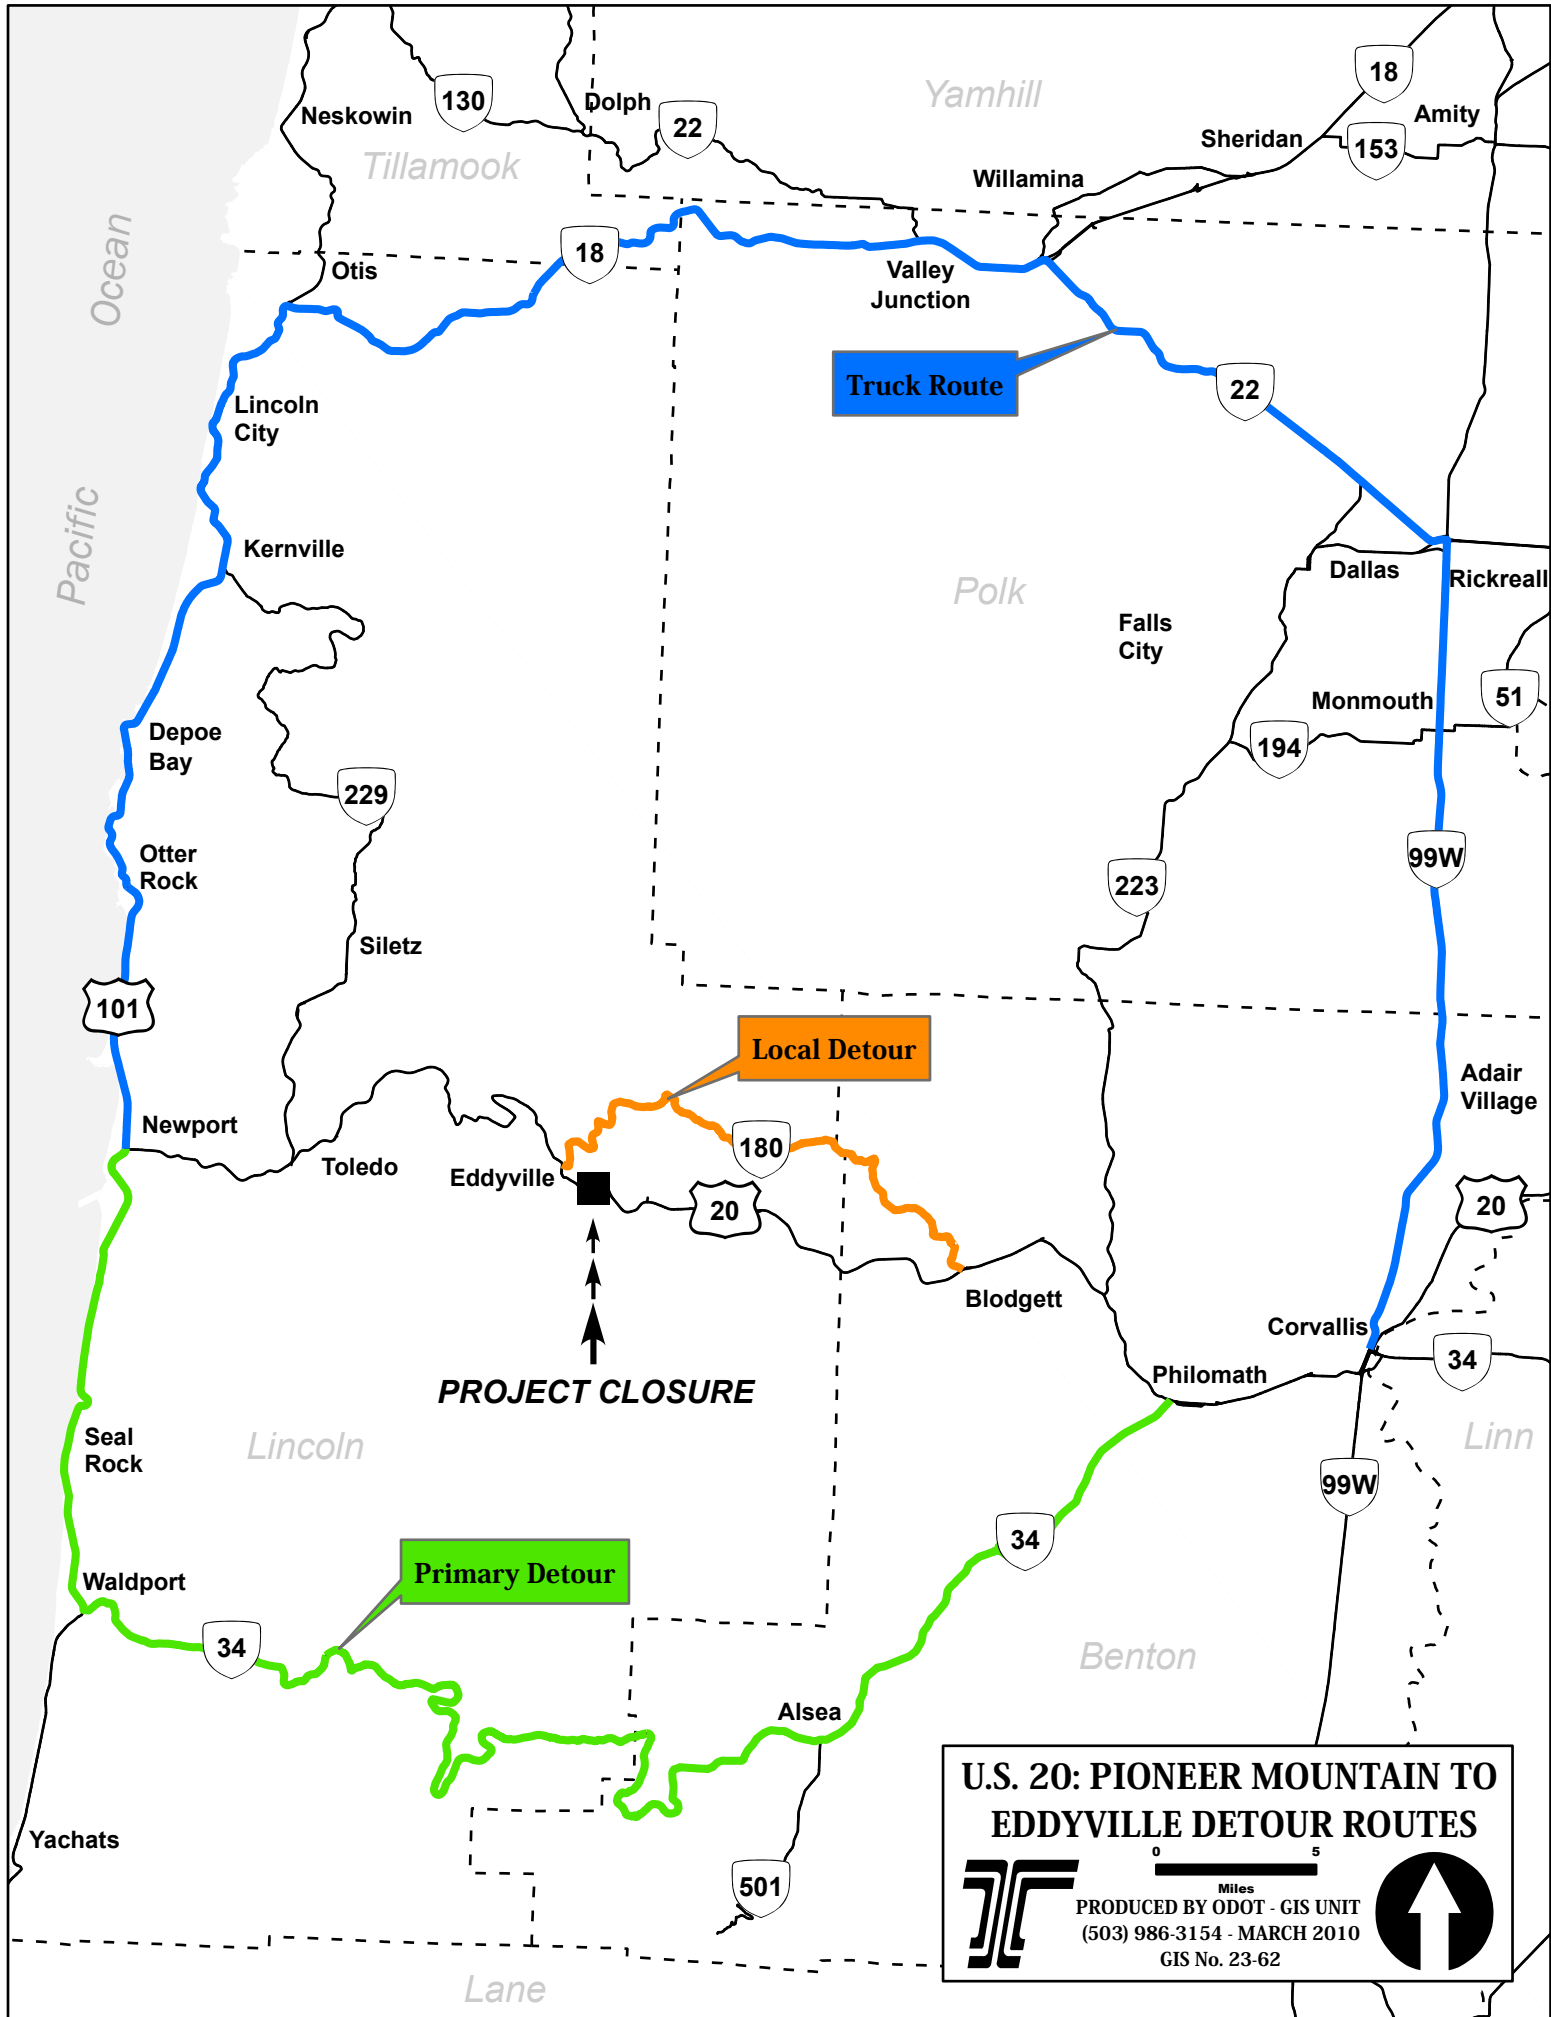 18
130
Dolph
Neskowin
22
Yamhill
Amity
Sheridan
153
Tillamook
Willamina
Ocean
18
Otis
Valley
Junction
Truck Route
22
Lincoln
City
Pacific
Kernville
Polk
Dallas
Rickreall
Falls
City
Monmouth
51
Depoe
Bay
194
229
Otter
Rock
99W
223
Siletz
101
Local Detour
Adair
Village
Newport
180
Toledo
Eddyville
20
20
Blodgett
Corvallis
34
Philomath
PROJECT CLOSURE
Seal
Rock
Lincoln
Linn
99W
34
Primary Detour
Waldport
34
Benton
Alsea
U.S. 20: PIONEER MOUNTAIN TO
EDDYVILLE DETOUR ROUTES
0 5
Miles
PRODUCED BY ODOT - GIS UNIT
(503) 986-3154 - MARCH 2010
GIS No. 23-62
Yachats
501
Lane